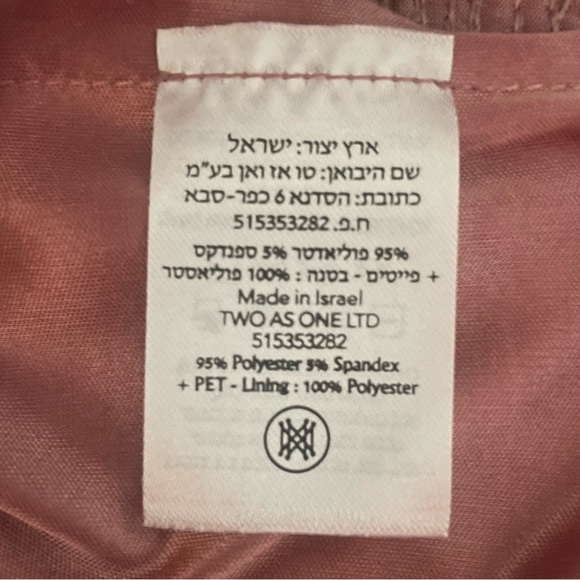 ארץ יצור: ישראל
שם היבואן: טו אז ואן בע"מ
כתובת: הסדנא 6 כפר-סבא
ח.פ. 515353282
95% פוליאדטר 5% ספנדקס
+ פייטים - בטנה : 100% פוליאסטר
Made in Israel
TWO AS ONE LTD
515353282
95% Polyester 5% Spandex
+ PET - Lining : 100% Polyester